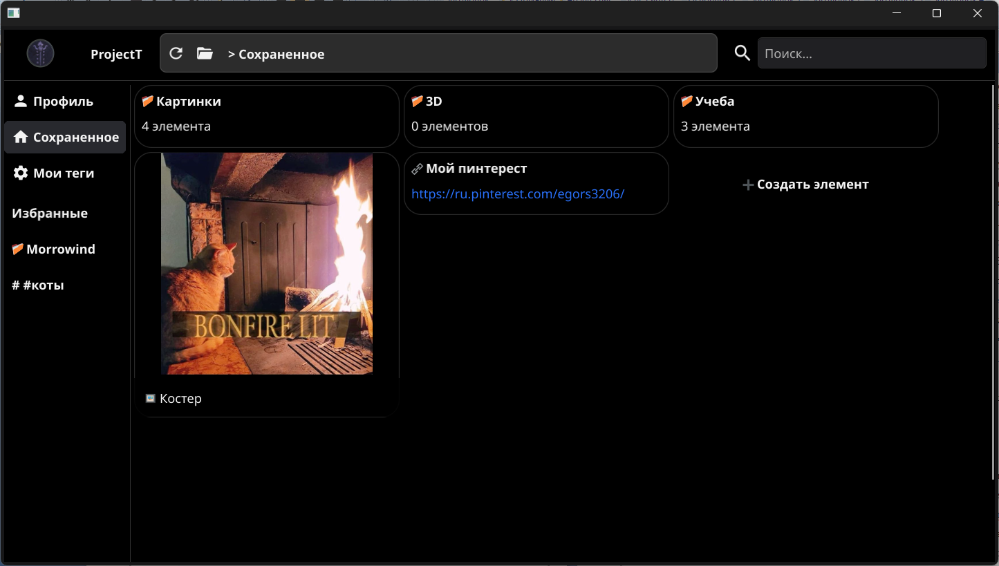 ProjectT
> Сохраненное
Поиск...
Профиль
Сохраненное
Мои теги
Избранные
Morrowind
# #коты
Картинки
4 элемента
3D
0 элементов
Учеба
3 элемента
BONFIRE LIT
Костер
Мой пинтерест
https://ru.pinterest.com/egors3206/
Создать элемент